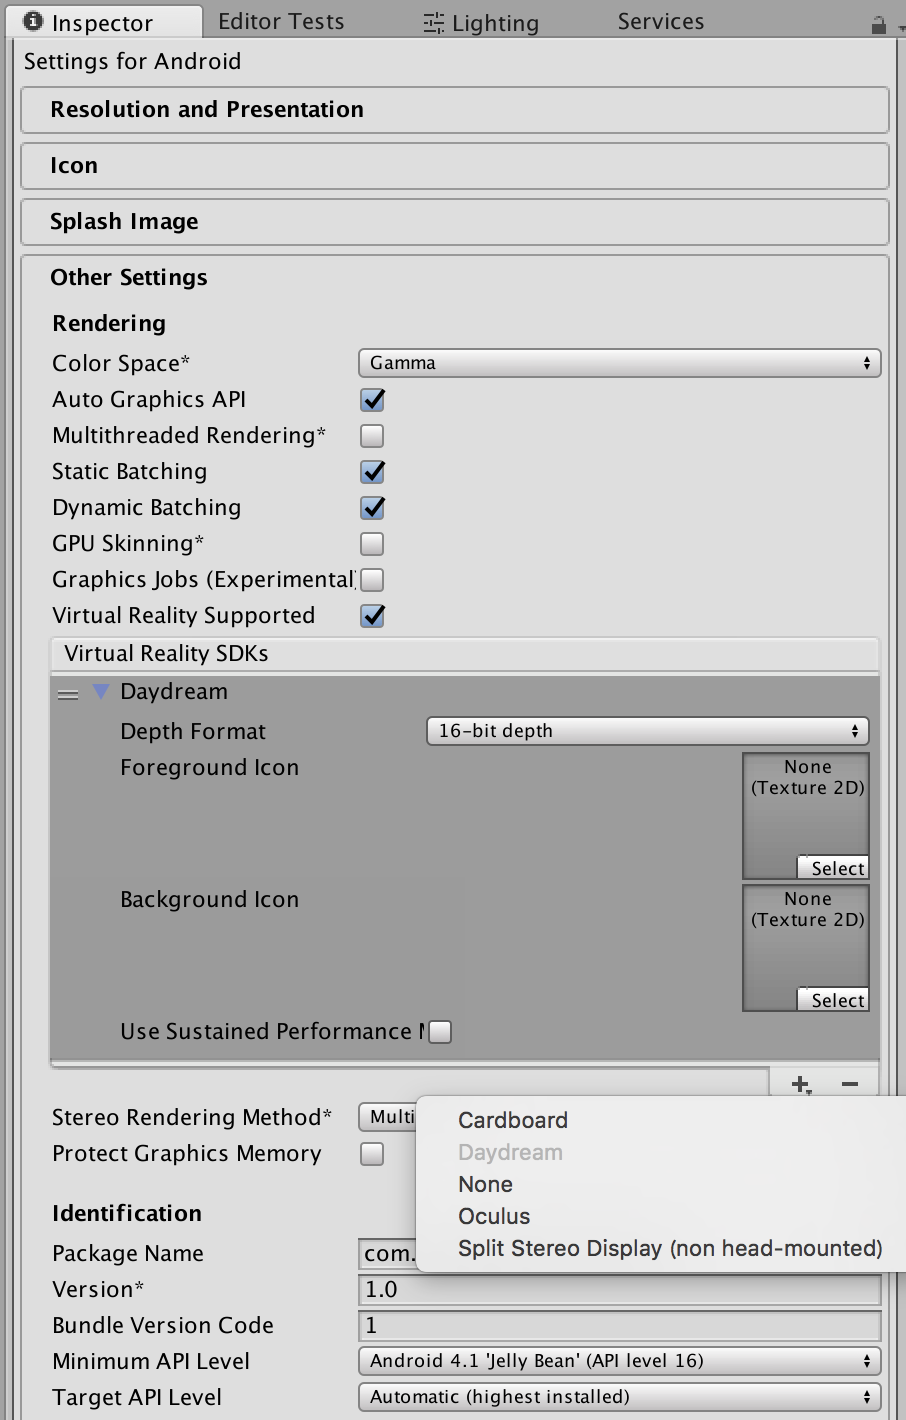 Inspector Editor Tests Lighting Services
Settings for Android
Resolution and Presentation
Icon
Splash Image
Other Settings
Rendering
Color Space* Gamma
Auto Graphics API
Multithreaded Rendering*
Static Batching
Dynamic Batching
GPU Skinning*
Graphics Jobs (Experimental)
Virtual Reality Supported
Virtual Reality SDKs
Daydream
Depth Format 16-bit depth
Foreground Icon None
(Texture 2D)
Select
Background Icon None
(Texture 2D)
Select
Use Sustained Performance
Stereo Rendering Method* Multi
Cardboard
Protect Graphics Memory
Daydream
None
Oculus
Split Stereo Display (non head-mounted)
Identification
Package Name com.
Version* 1.0
Bundle Version Code 1
Minimum API Level Android 4.1 'Jelly Bean' (API level 16)
Target API Level Automatic (highest installed)